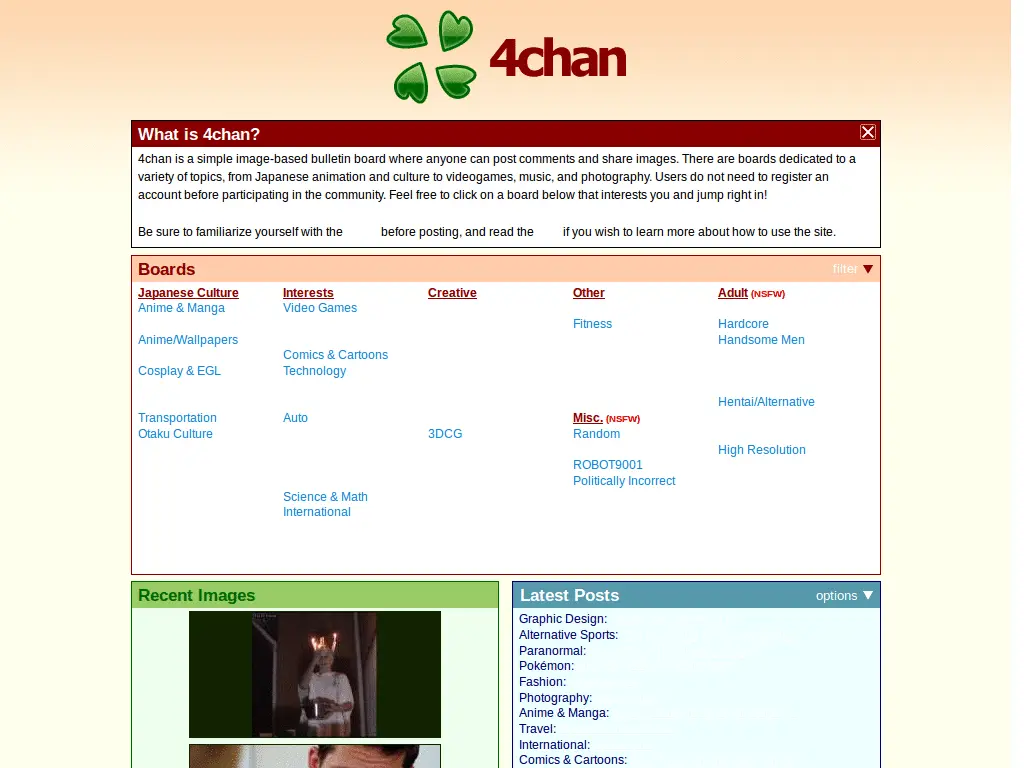 4chan
What is 4chan?
4chan is a simple image-based bulletin board where anyone can post comments and share images. There are boards dedicated to a
variety of topics, from Japanese animation and culture to videogames, music, and photography. Users do not need to register an
account before participating in the community. Feel free to click on a board below that interests you and jump right in!
Be sure to familiarize yourself with the before posting, and read the if you wish to learn more about how to use the site.
Boards
filter ▼
Japanese Culture
Anime & Manga
Anime/Wallpapers
Cosplay & EGL
Transportation
Otaku Culture
Interests
Video Games
Comics & Cartoons
Technology
Auto
Science & Math
International
Creative
3DCG
Other
Fitness
Misc. (NSFW)
Random
ROBOT9001
Politically Incorrect
Adult (NSFW)
Hardcore
Handsome Men
Hentai/Alternative
High Resolution
Recent Images
Latest Posts
options ▼
Graphic Design:
Alternative Sports:
Paranormal:
Pokémon:
Fashion:
Photography:
Anime & Manga:
Travel:
International:
Comics & Cartoons: